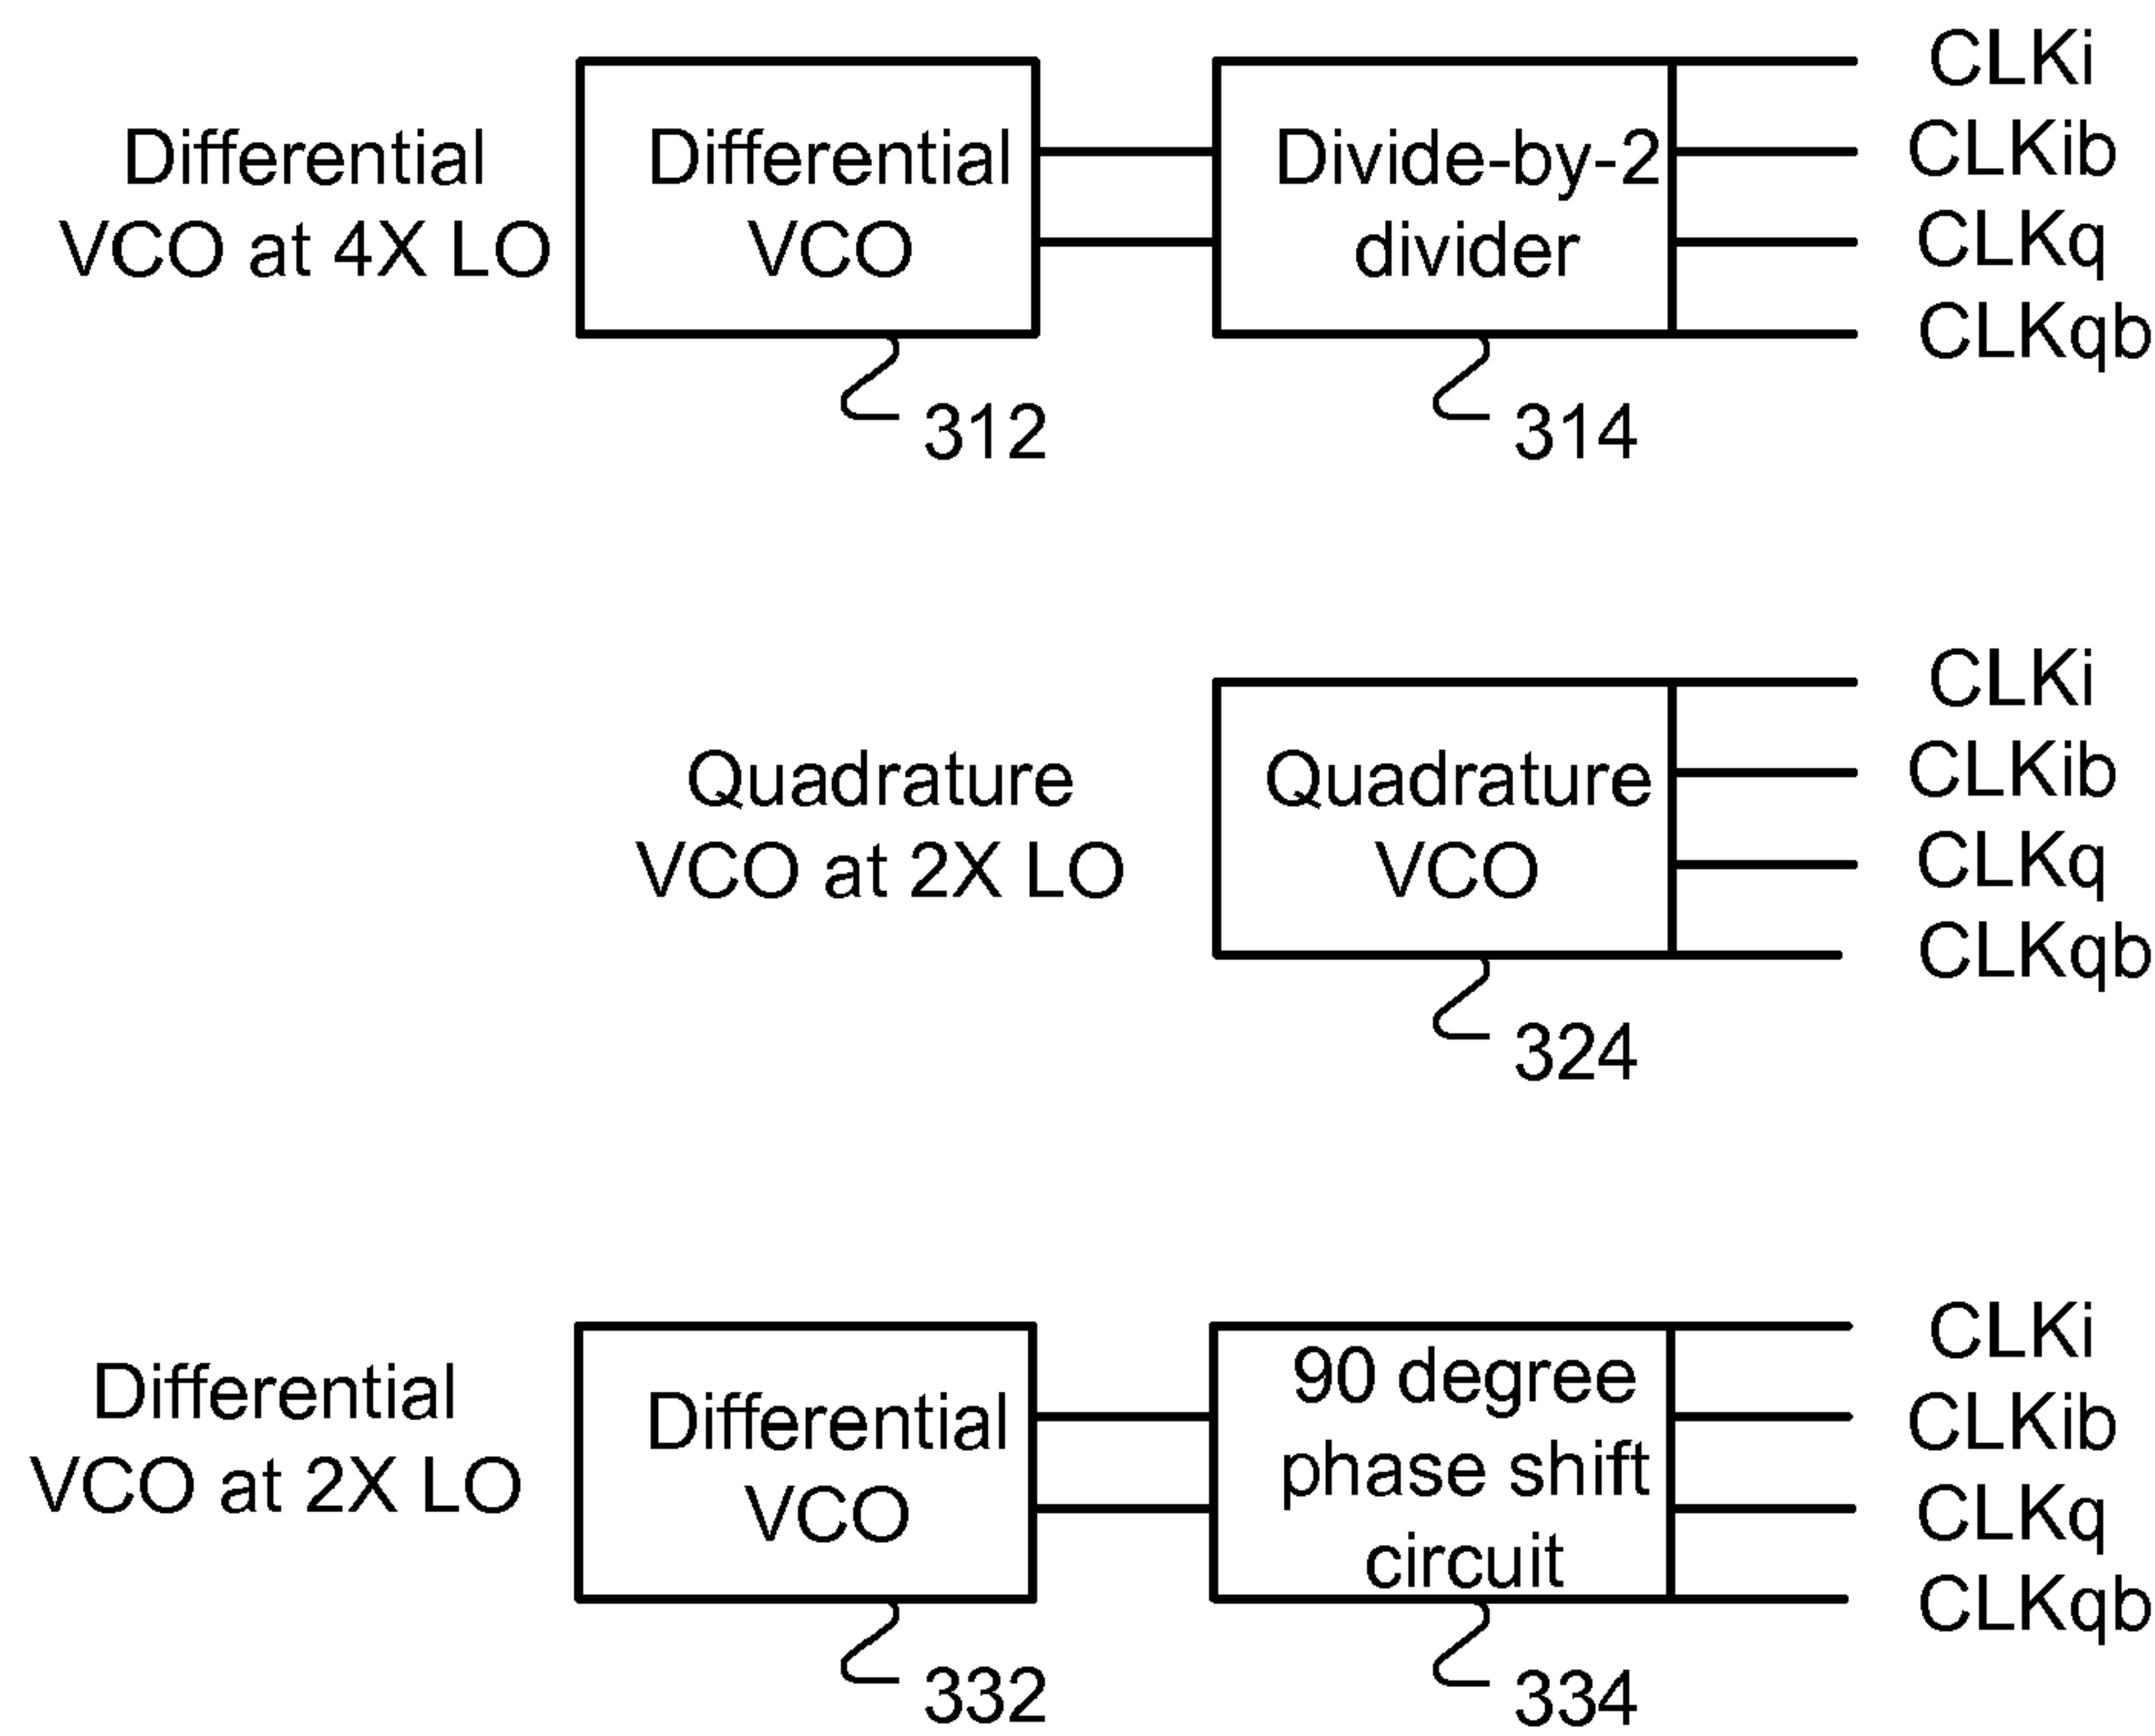 Differential
VCO at 4X LO
Differential
VCO
312
Divide-by-2
divider
314
CLKi
CLKib
CLKq
CLKqb
Quadrature
VCO at 2X LO
Quadrature
VCO
324
CLKi
CLKib
CLKq
CLKqb
Differential
VCO at 2X LO
Differential
VCO
332
90 degree
phase shift
circuit
334
CLKi
CLKib
CLKq
CLKqb